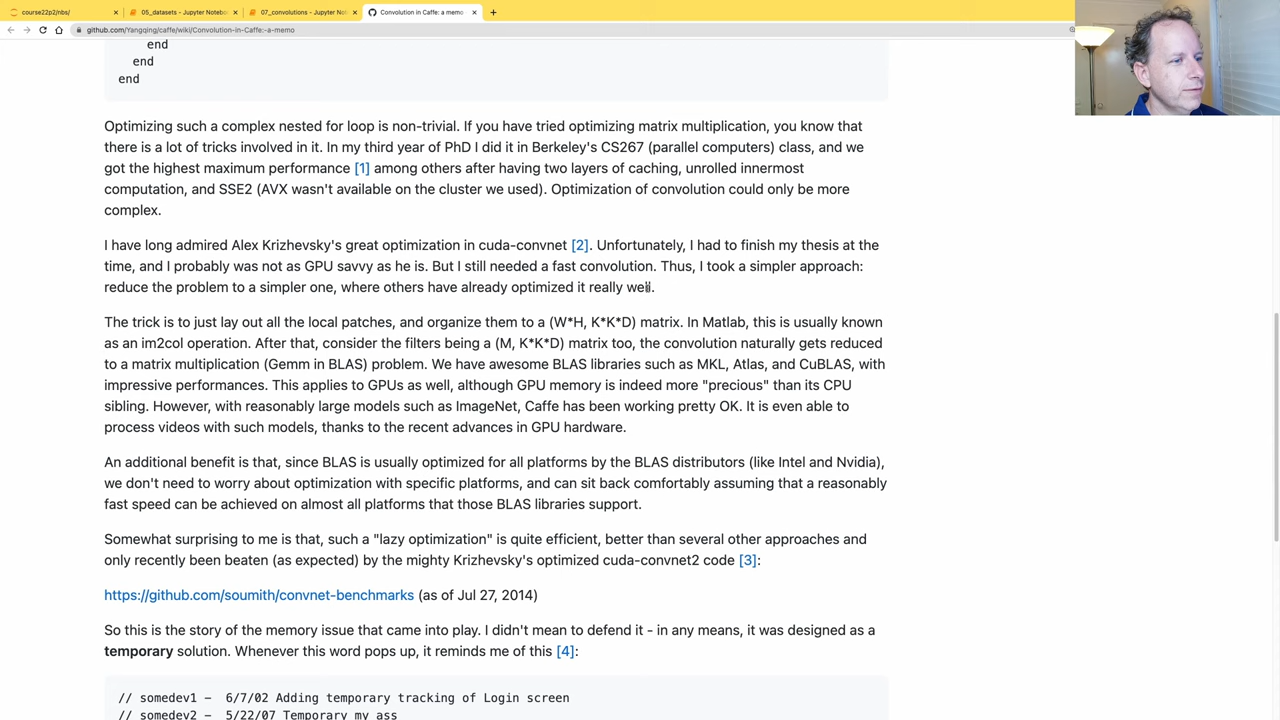 course22p2/nbs/
05_datasets - Jupyter Notebo
07_convolutions - Jupyter No
Convolution in Caffe: a memo
github.com/Yangqing/caffe/wiki/Convolution-in-Caffe:-a-memo
end
end
end
Optimizing such a complex nested for loop is non-trivial. If you have tried optimizing matrix multiplication, you know that
there is a lot of tricks involved in it. In my third year of PhD I did it in Berkeley's CS267 (parallel computers) class, and we
got the highest maximum performance [1] among others after having two layers of caching, unrolled innermost
computation, and SSE2 (AVX wasn't available on the cluster we used). Optimization of convolution could only be more
complex.
I have long admired Alex Krizhevsky's great optimization in cuda-convnet [2]. Unfortunately, I had to finish my thesis at the
time, and I probably was not as GPU savvy as he is. But I still needed a fast convolution. Thus, I took a simpler approach:
reduce the problem to a simpler one, where others have already optimized it really well.
The trick is to just lay out all the local patches, and organize them to a (W*H, K*K*D) matrix. In Matlab, this is usually known
as an im2col operation. After that, consider the filters being a (M, K*K*D) matrix too, the convolution naturally gets reduced
to a matrix multiplication (Gemm in BLAS) problem. We have awesome BLAS libraries such as MKL, Atlas, and CuBLAS, with
impressive performances. This applies to GPUs as well, although GPU memory is indeed more "precious" than its CPU
sibling. However, with reasonably large models such as ImageNet, Caffe has been working pretty OK. It is even able to
process videos with such models, thanks to the recent advances in GPU hardware.
An additional benefit is that, since BLAS is usually optimized for all platforms by the BLAS distributors (like Intel and Nvidia),
we don't need to worry about optimization with specific platforms, and can sit back comfortably assuming that a reasonably
fast speed can be achieved on almost all platforms that those BLAS libraries support.
Somewhat surprising to me is that, such a "lazy optimization" is quite efficient, better than several other approaches and
only recently been beaten (as expected) by the mighty Krizhevsky's optimized cuda-convnet2 code [3]:
https://github.com/soumith/convnet-benchmarks (as of Jul 27, 2014)
So this is the story of the memory issue that came into play. I didn't mean to defend it - in any means, it was designed as a
temporary solution. Whenever this word pops up, it reminds me of this [4]:
// somedev1 -  6/7/02 Adding temporary tracking of Login screen
// somedev2 -  5/22/07 Temporary my ass